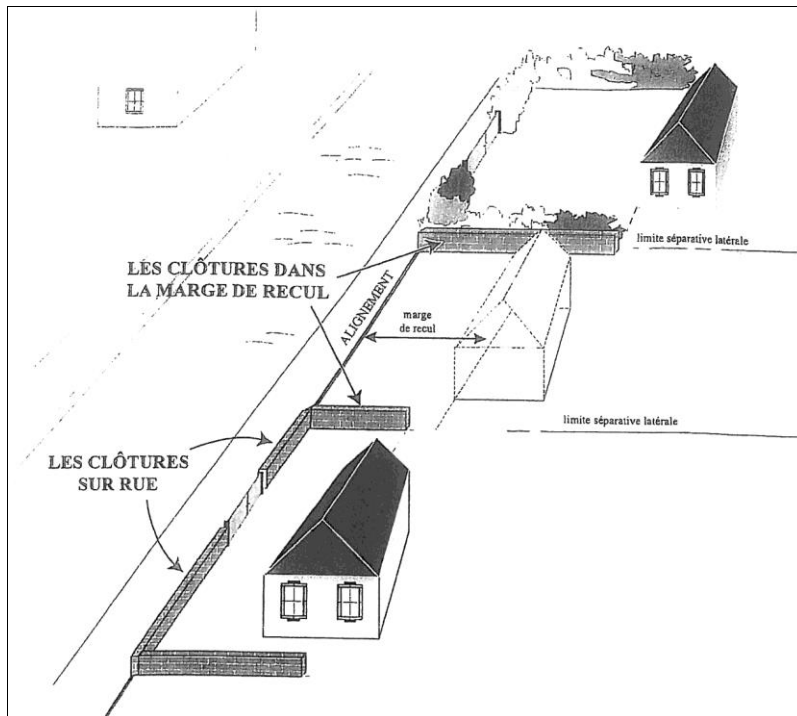 limite séparative latérale
LES CLÔTURES DANS
LA MARGE DE RECUL
ALIGNEMENT
marge
de recul
limite séparative latérale
LES CLÔTURES
SUR RUE